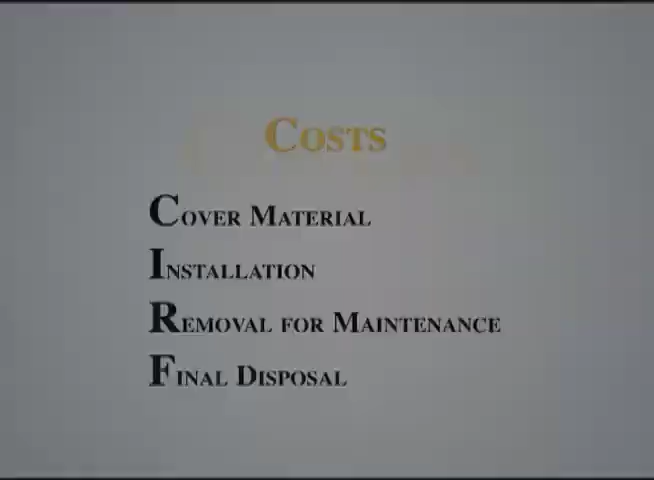 Costs
Cover Material
Installation
Removal for Maintenance
Final Disposal